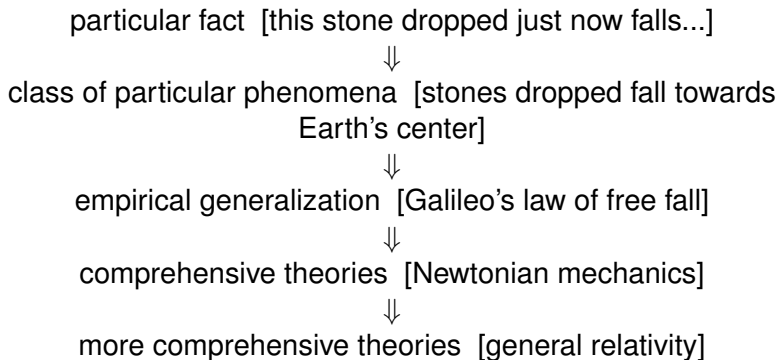 particular fact [this stone dropped just now falls...]
⇓
class of particular phenomena [stones dropped fall towards
Earth's center]
⇓
empirical generalization [Galileo's law of free fall]
⇓
comprehensive theories [Newtonian mechanics]
⇓
more comprehensive theories [general relativity]